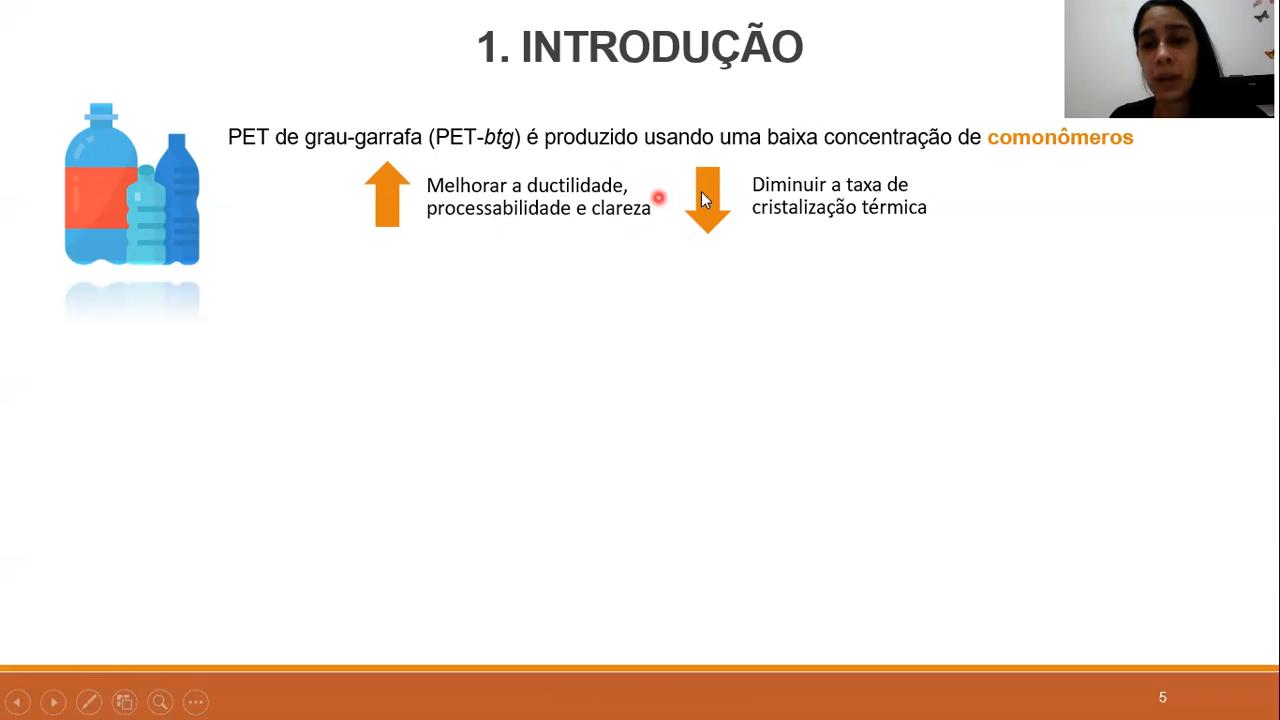 1. INTRODUÇÃO
PET de grau-garrafa (PET-btg) é produzido usando uma baixa concentração de comonômeros
Melhorar a ductilidade,
processabilidade e clareza
Diminuir a taxa de
cristalização térmica
5